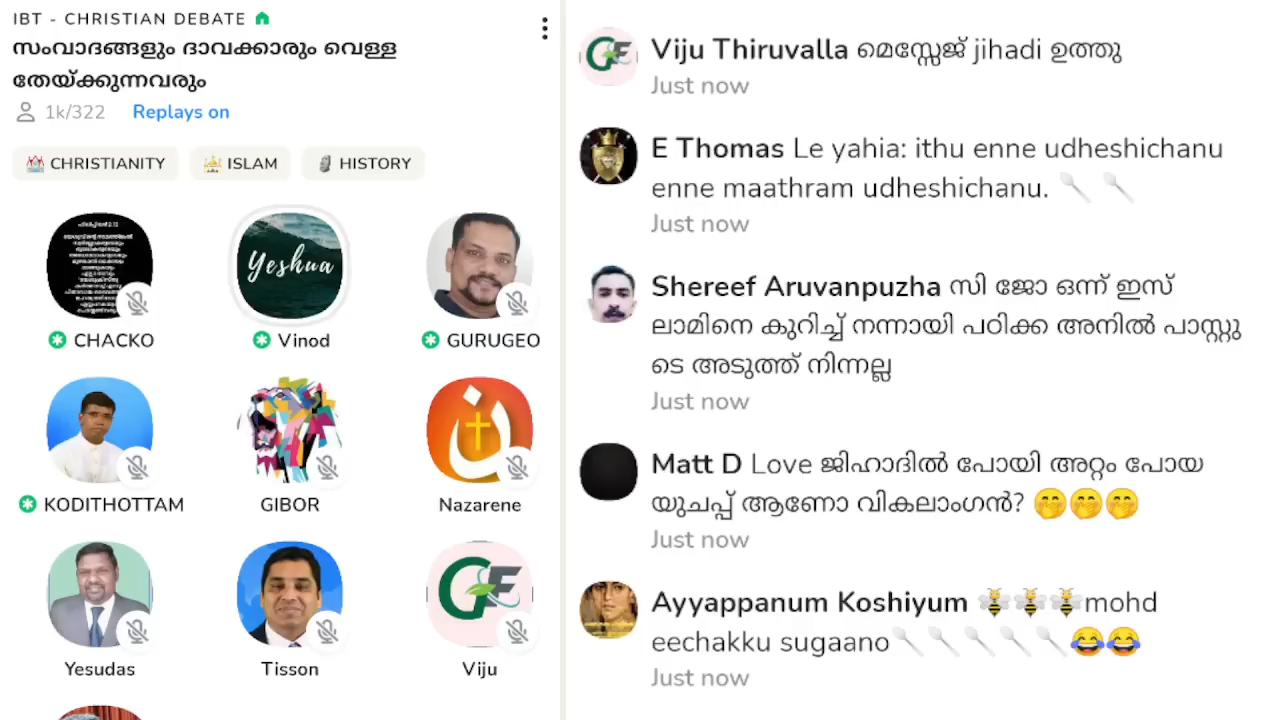 IBT - CHRISTIAN DEBATE
സംവാദങ്ങളും ദാവക്കാരും വെള്ള
തേയ്ക്കുന്നവരും
1k/322 Replays on
CHRISTIANITY ISLAM HISTORY
Yeshua
CHACKO Vinod GURUGEO
KODITHOTTAM GIBOR Nazarene
ن
GE
Yesudas Tisson Viju
GE
Viju Thiruvalla മെസ്സേജ് jihadi ഉത്തു
Just now
E Thomas Le yahia: ithu enne udheshichanu
enne maathram udheshichanu. 🥄🥄
Just now
Shereef Aruvanpuzha സി ജോ ഒന്ന് ഇസ്
ലാമിനെ കുറിച്ച് നന്നായി പഠിക്ക അനിൽ പാസ്റ്റു
ടെ അടുത്ത് നിന്നല്ല
Just now
Matt D Love ജിഹാദിൽ പോയി അറ്റം പോയ
യുചപ്പ് ആണോ വികലാംഗൻ? 🤭🤭🤭
Just now
Ayyappanum Koshiyum 🐝🐝🐝mohd
eechakku sugaano🥄🥄🥄🥄🥄😂😂
Just now